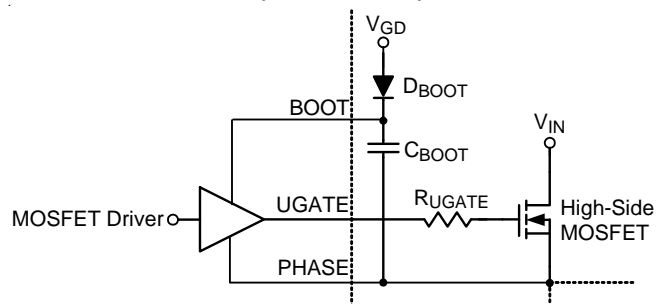 VGD
DBOOT
BOOT
VIN
CBOOT
MOSFET Driver
UGATE
RUGATE
High-Side
MOSFET
PHASE